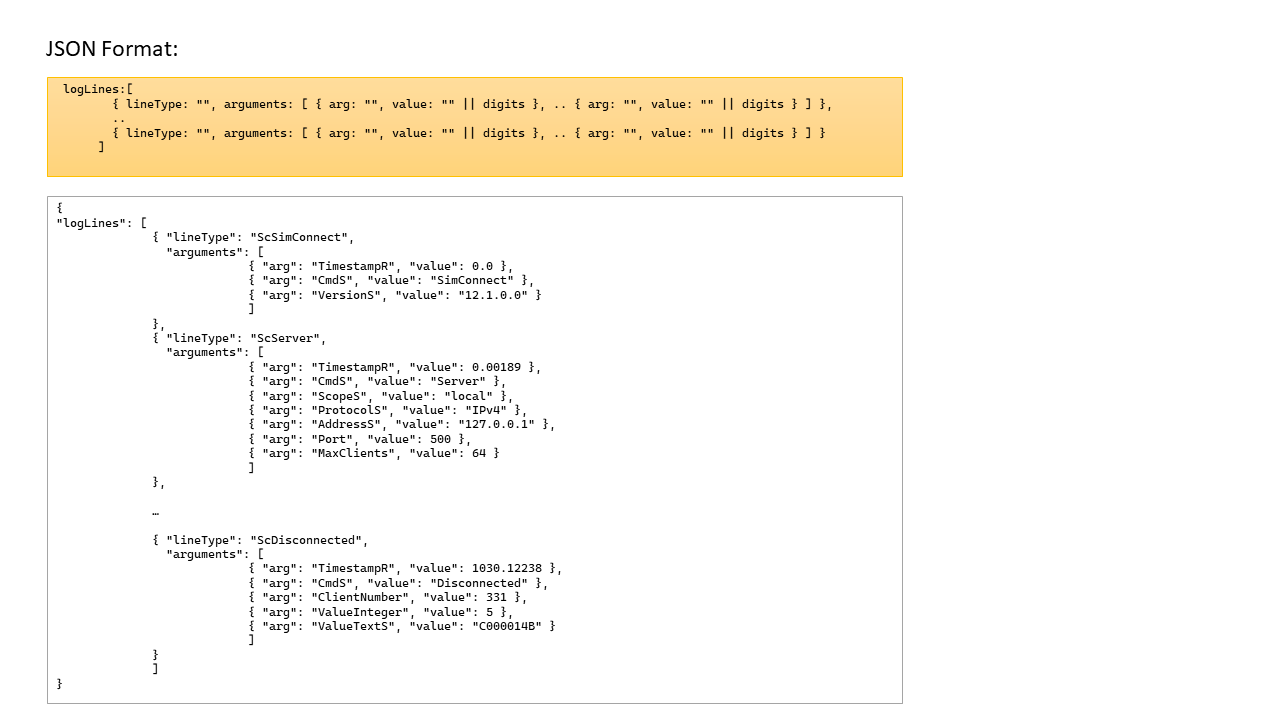 JSON Format:
logLines:[
{ lineType: "", arguments: [ { arg: "", value: "" || digits }, .. { arg: "", value: "" || digits } ] },
..
{ lineType: "", arguments: [ { arg: "", value: "" || digits }, .. { arg: "", value: "" || digits } ] }
]
{
"logLines": [
{ "lineType": "ScSimConnect",
"arguments": [
{ "arg": "TimestampR", "value": 0.0 },
{ "arg": "CmdS", "value": "SimConnect" },
{ "arg": "VersionS", "value": "12.1.0.0" }
]
},
{ "lineType": "ScServer",
"arguments": [
{ "arg": "TimestampR", "value": 0.00189 },
{ "arg": "CmdS", "value": "Server" },
{ "arg": "ScopeS", "value": "local" },
{ "arg": "ProtocolS", "value": "IPv4" },
{ "arg": "AddressS", "value": "127.0.0.1" },
{ "arg": "Port", "value": 500 },
{ "arg": "MaxClients", "value": 64 }
]
},
…
{ "lineType": "ScDisconnected",
"arguments": [
{ "arg": "TimestampR", "value": 1030.12238 },
{ "arg": "CmdS", "value": "Disconnected" },
{ "arg": "ClientNumber", "value": 331 },
{ "arg": "ValueInteger", "value": 5 },
{ "arg": "ValueTextS", "value": "C000014B" }
]
}
]
}